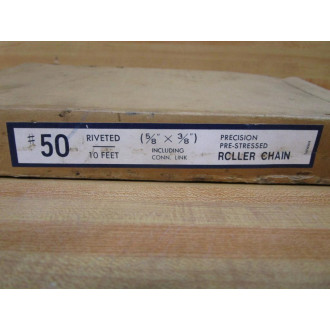 #50
RIVETED
10 FEET
(5/8" × 3/8")
INCLUDING
CONN. LINK
PRECISION
PRE-STRESSED
ROLLER CHAIN